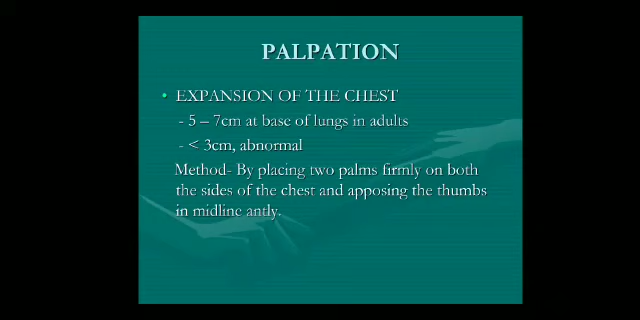 PALPATION
• EXPANSION OF THE CHEST
- 5 – 7cm at base of lungs in adults
- < 3cm, abnormal
Method- By placing two palms firmly on both
the sides of the chest and apposing the thumbs
in midline antly.